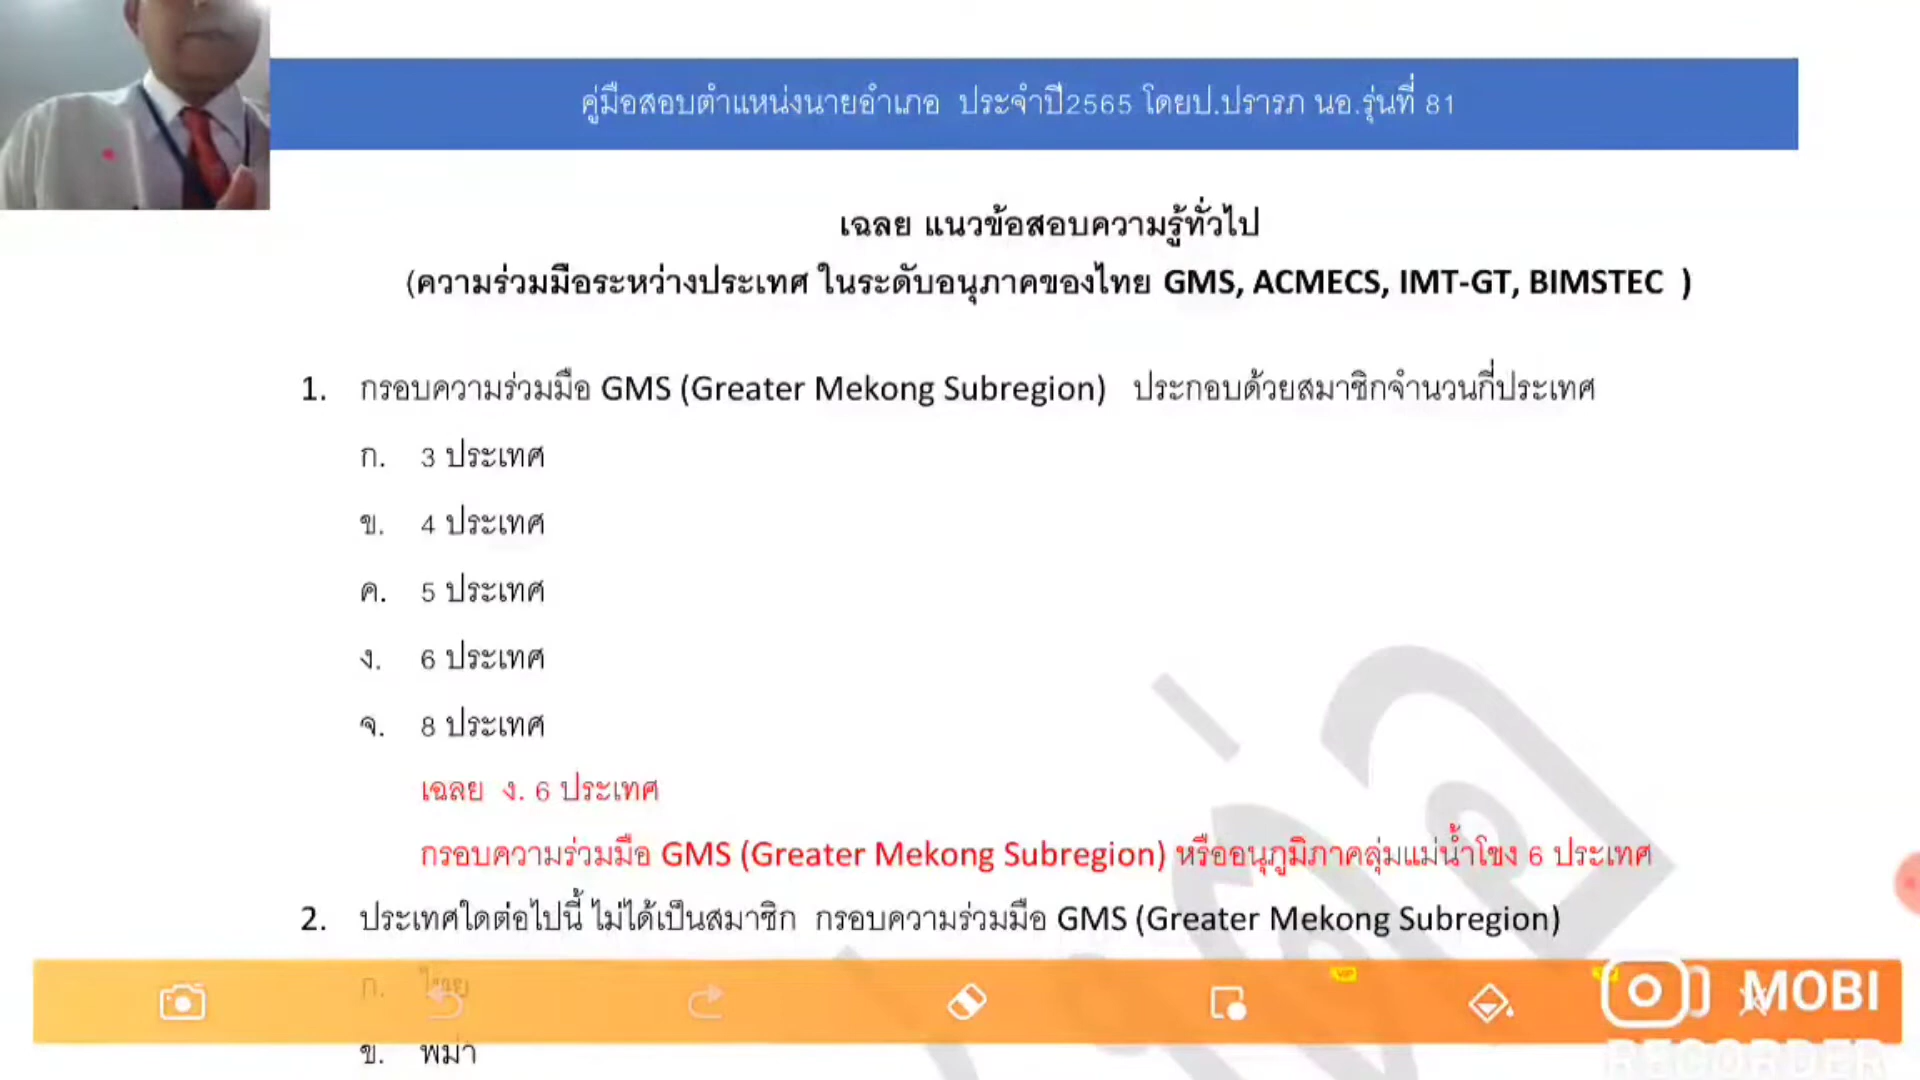 คู่มือสอบตำแหน่งนายอำเภอ ประจำปี2565 โดยป.ปรารภ นอ.รุ่นที่ 81
เฉลย แนวข้อสอบความรู้ทั่วไป
(ความร่วมมือระหว่างประเทศ ในระดับอนุภาคของไทย GMS, ACMECS, IMT-GT, BIMSTEC )
1. กรอบความร่วมมือ GMS (Greater Mekong Subregion) ประกอบด้วยสมาชิกจำนวนกี่ประเทศ
ก. 3 ประเทศ
ข. 4 ประเทศ
ค. 5 ประเทศ
ง. 6 ประเทศ
จ. 8 ประเทศ
เฉลย ง. 6 ประเทศ
กรอบความร่วมมือ GMS (Greater Mekong Subregion) หรืออนุภูมิภาคลุ่มแม่น้ำโขง 6 ประเทศ
2. ประเทศใดต่อไปนี้ ไม่ได้เป็นสมาชิก กรอบความร่วมมือ GMS (Greater Mekong Subregion)
ก. ไทย
ข. พม่า
VIP
MOBI
RECORDER